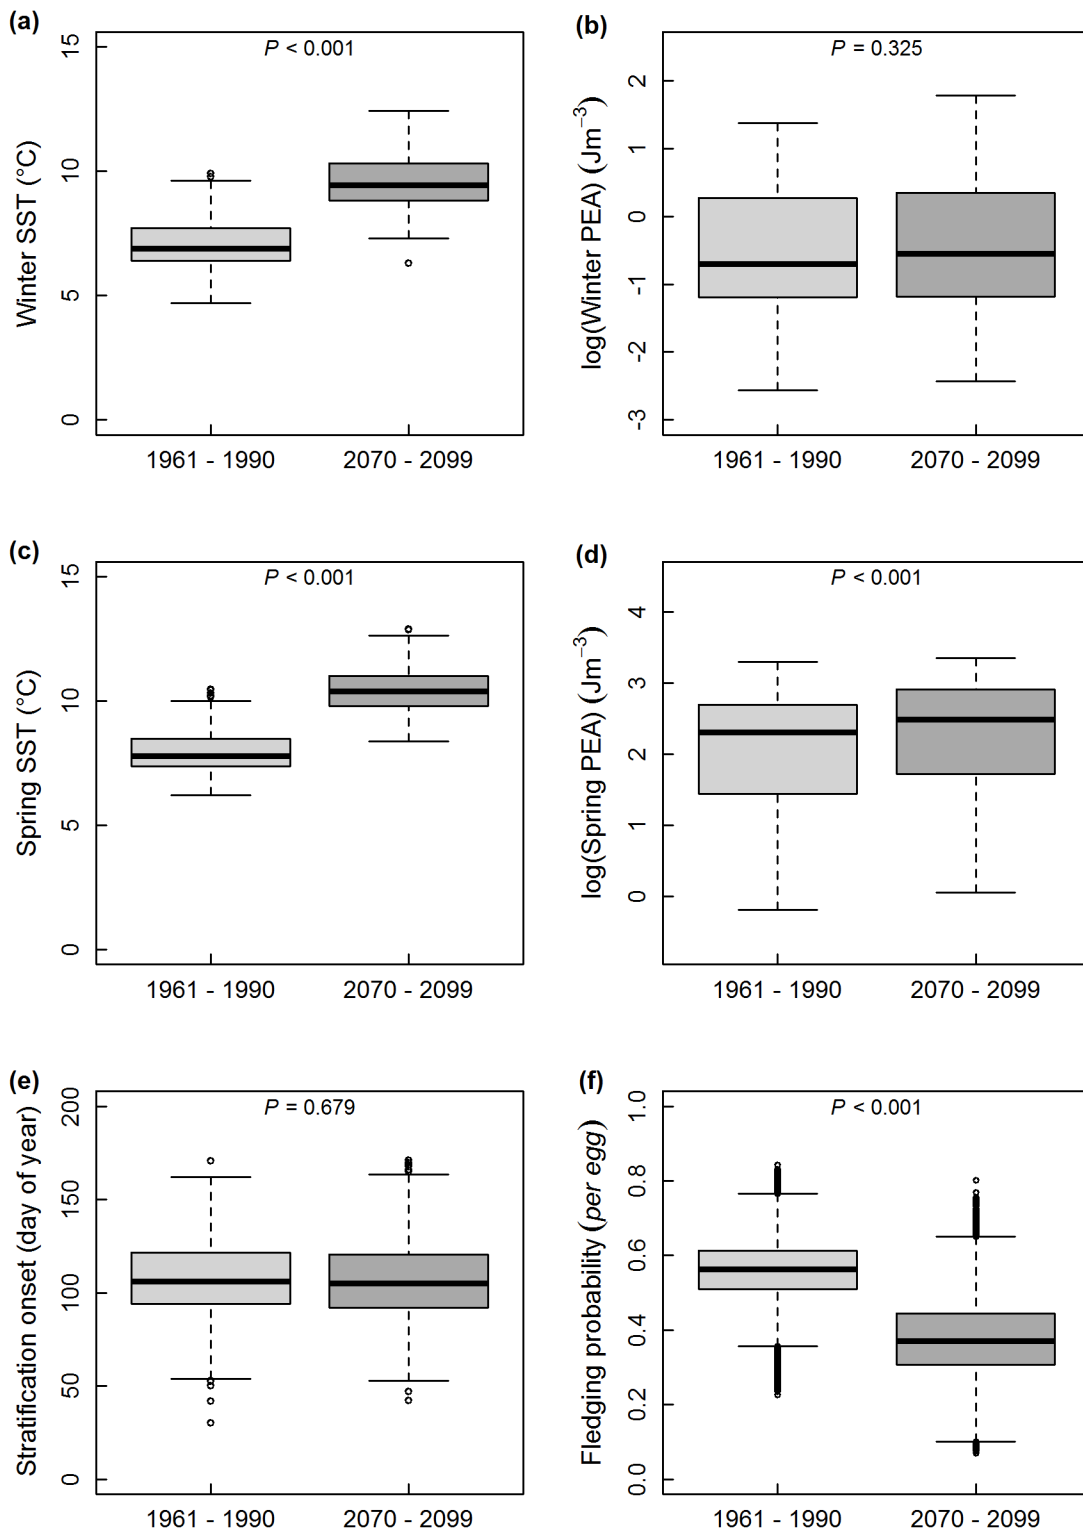 (a)
P < 0.001
Winter SST (°C)
15
10
5
0
1961 - 1990
2070 - 2099
(b)
P = 0.325
log(Winter PEA) (Jm⁻³)
2
1
0
-1
-2
-3
1961 - 1990
2070 - 2099
(c)
P < 0.001
Spring SST (°C)
15
10
5
0
1961 - 1990
2070 - 2099
(d)
P < 0.001
log(Spring PEA) (Jm⁻³)
4
3
2
1
0
1961 - 1990
2070 - 2099
(e)
P = 0.679
Stratification onset (day of year)
200
150
100
50
0
1961 - 1990
2070 - 2099
(f)
P < 0.001
Fledging probability (per egg)
1.0
0.8
0.6
0.4
0.2
0.0
1961 - 1990
2070 - 2099